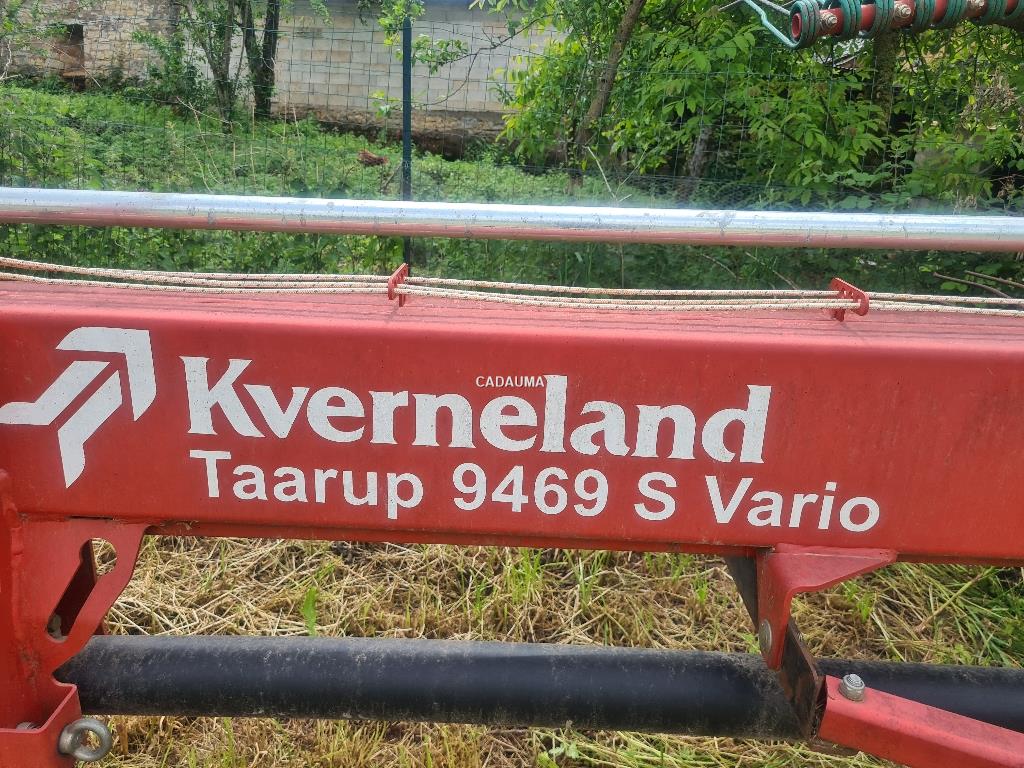 CADAUMA
Kverneland
Taarup 9469 S Vario